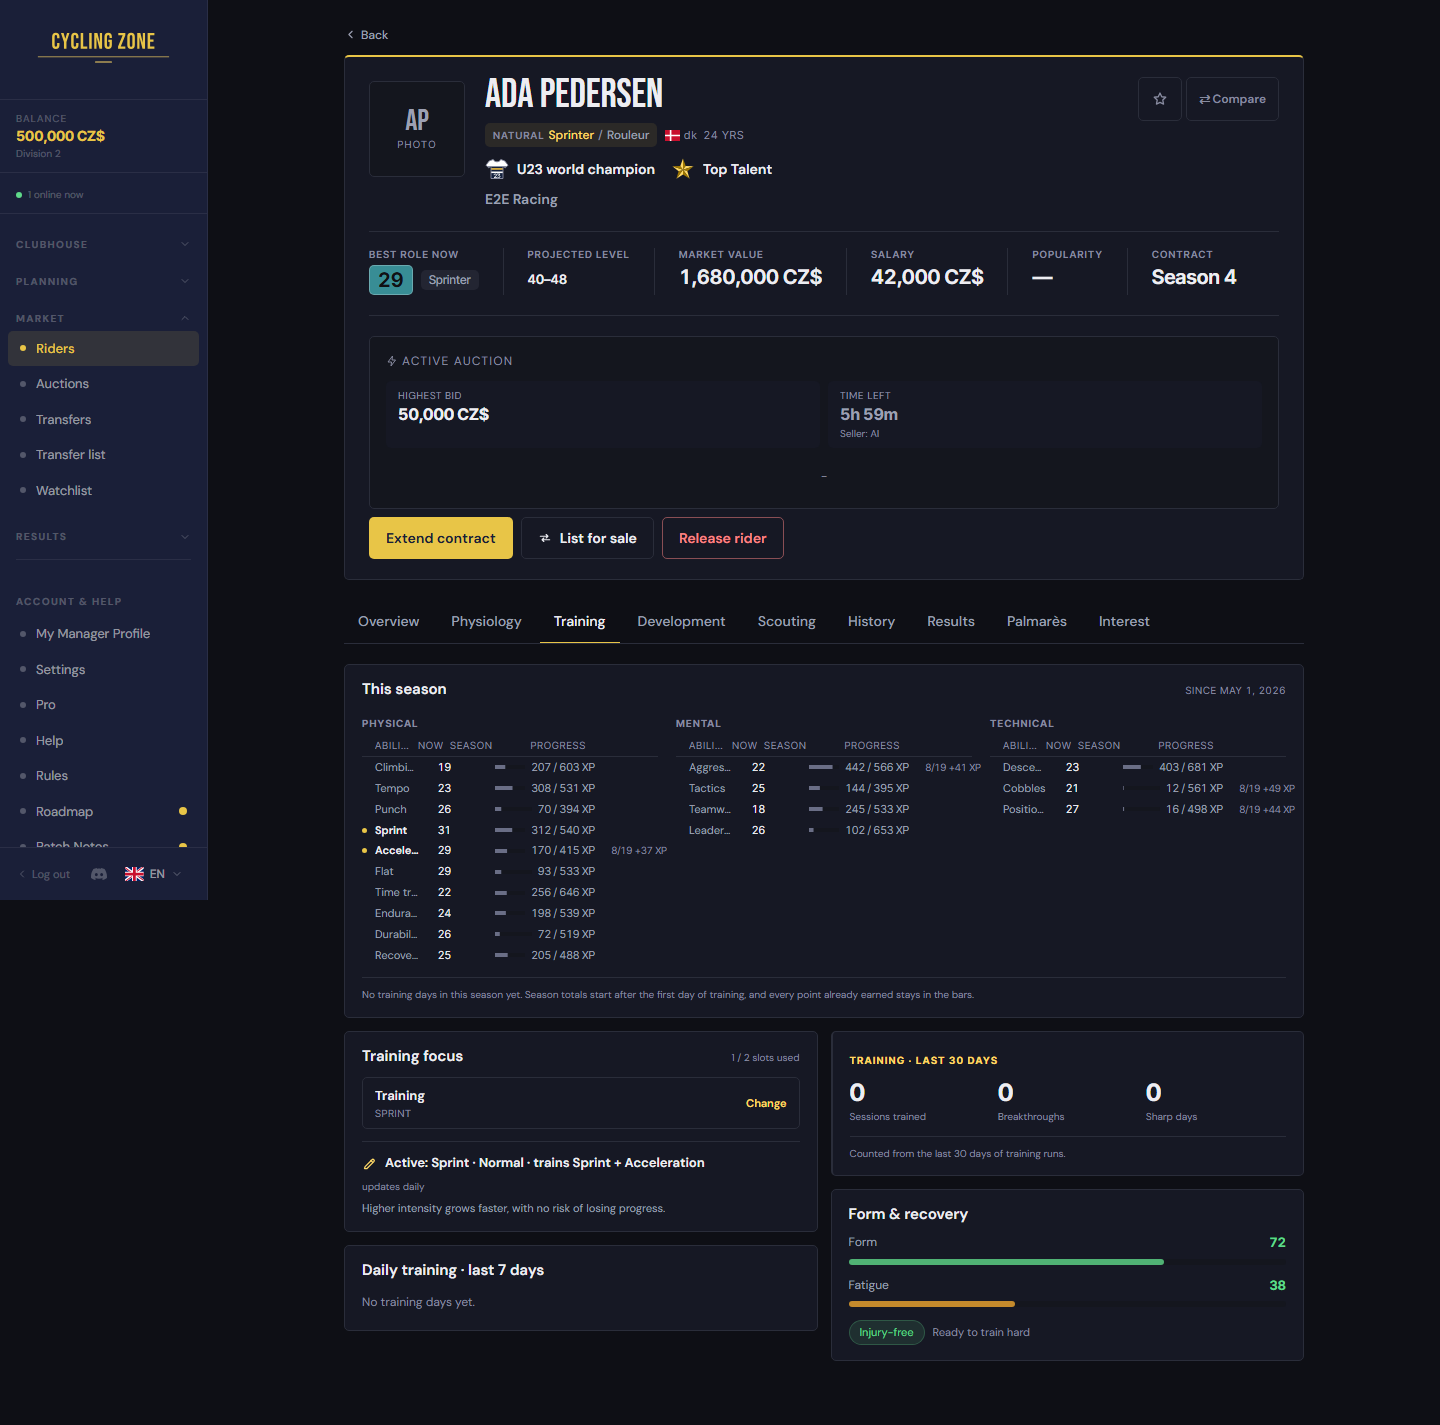 CYCLING ZONE
BALANCE
500,000 CZ$
Division 2
1 online now
CLUBHOUSE
PLANNING
MARKET
Riders
Auctions
Transfers
Transfer list
Watchlist
RESULTS
ACCOUNT & HELP
My Manager Profile
Settings
Pro
Help
Rules
Roadmap
Patch Notes
Log out
EN
Back
AP
PHOTO
ADA PEDERSEN
NATURAL Sprinter / Rouleur dk 24 YRS
U23 world champion Top Talent
E2E Racing
Compare
BEST ROLE NOW
29 Sprinter
PROJECTED LEVEL
40–48
MARKET VALUE
1,680,000 CZ$
SALARY
42,000 CZ$
POPULARITY
—
CONTRACT
Season 4
ACTIVE AUCTION
HIGHEST BID
50,000 CZ$
TIME LEFT
5h 59m
Seller: AI
–
Extend contract
List for sale
Release rider
Overview Physiology Training Development Scouting History Results Palmarès Interest
This season
SINCE MAY 1, 2026
PHYSICAL
ABILI... NOW SEASON PROGRESS
Climbi... 19 207 / 603 XP
Tempo 23 308 / 531 XP
Punch 26 70 / 394 XP
Sprint 31 312 / 540 XP
Accele... 29 170 / 415 XP 8/19 +37 XP
Flat 29 93 / 533 XP
Time tr... 22 256 / 646 XP
Endura... 24 198 / 539 XP
Durabil... 26 72 / 519 XP
Recove... 25 205 / 488 XP
MENTAL
ABILI... NOW SEASON PROGRESS
Aggres... 22 442 / 566 XP 8/19 +41 XP
Tactics 25 144 / 395 XP
Teamw... 18 245 / 533 XP
Leader... 26 102 / 653 XP
TECHNICAL
ABILI... NOW SEASON PROGRESS
Desce... 23 403 / 681 XP
Cobbles 21 12 / 561 XP 8/19 +49 XP
Positio... 27 16 / 498 XP 8/19 +44 XP
No training days in this season yet. Season totals start after the first day of training, and every point already earned stays in the bars.
Training focus
1 / 2 slots used
Training
SPRINT
Change
Active: Sprint · Normal · trains Sprint + Acceleration
updates daily
Higher intensity grows faster, with no risk of losing progress.
Daily training · last 7 days
No training days yet.
TRAINING · LAST 30 DAYS
0 0 0
Sessions trained Breakthroughs Sharp days
Counted from the last 30 days of training runs.
Form & recovery
Form 72
Fatigue 38
Injury-free Ready to train hard